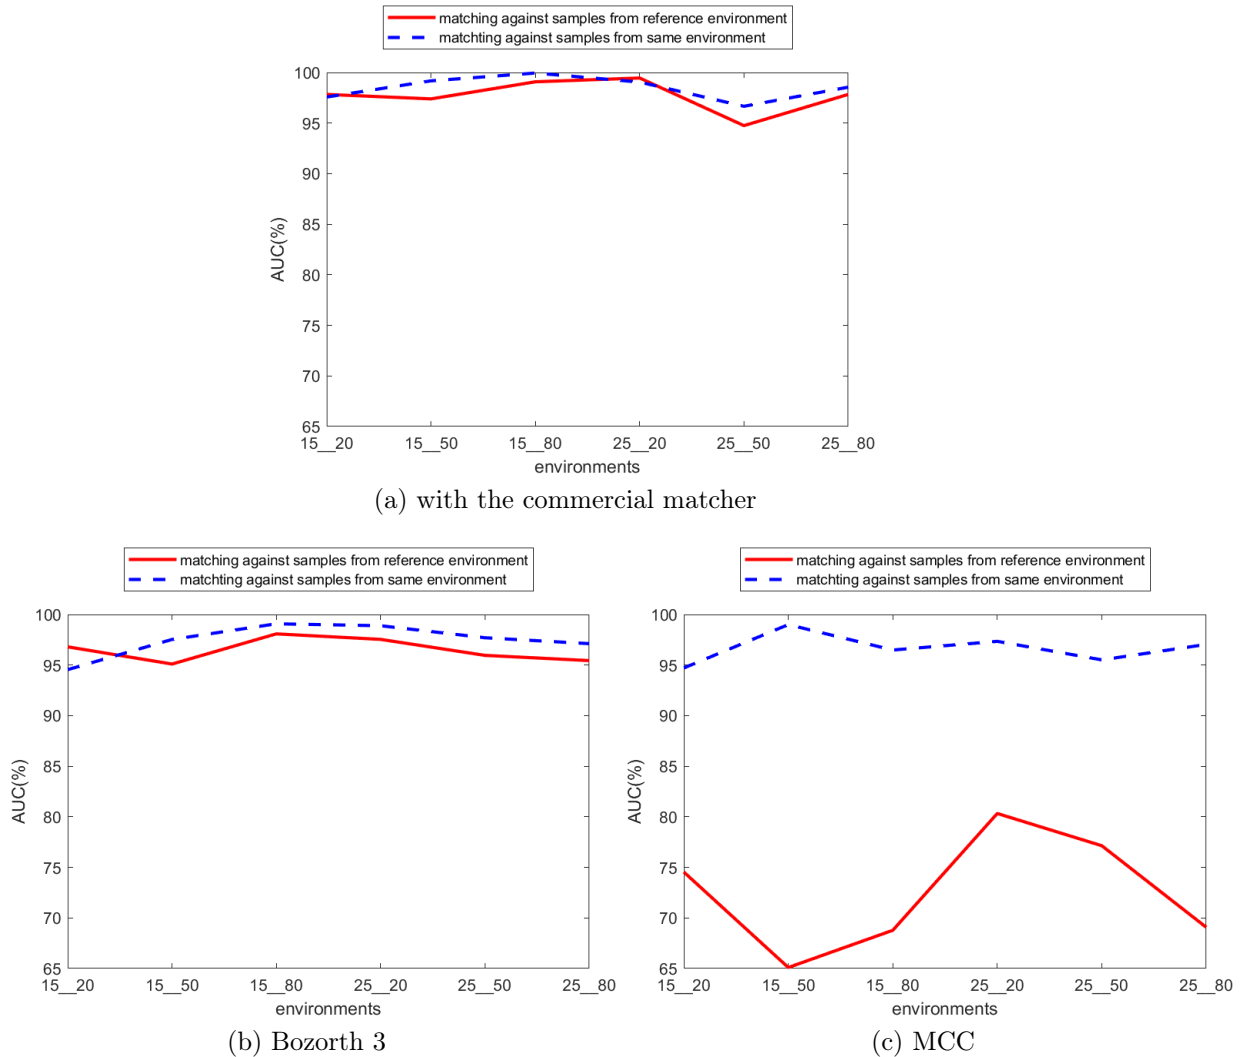 matching against samples from reference environment
matchting against samples from same environment
100
95
90
85
80
75
70
65
AUC(%)
15__20 15__50 15__80 25__20 25__50 25__80
environments
(a) with the commercial matcher
matching against samples from reference environment
matchting against samples from same environment
100
95
90
85
80
75
70
65
AUC(%)
15__20 15__50 15__80 25__20 25__50 25__80
environments
(b) Bozorth 3
matching against samples from reference environment
matchting against samples from same environment
100
95
90
85
80
75
70
65
AUC(%)
15__20 15__50 15__80 25__20 25__50 25__80
environments
(c) MCC